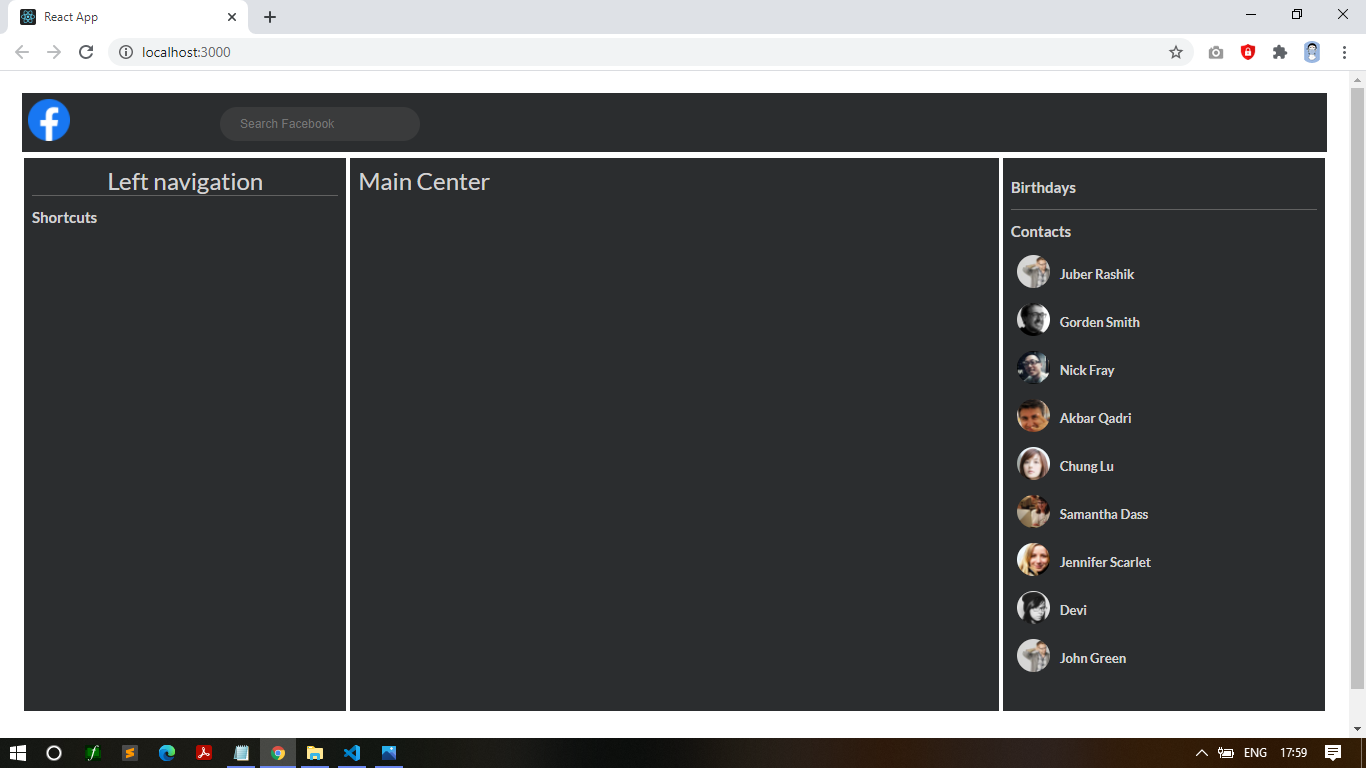 React App
localhost:3000
Search Facebook
Left navigation
Shortcuts
Main Center
Birthdays
Contacts
Juber Rashik
Gorden Smith
Nick Fray
Akbar Qadri
Chung Lu
Samantha Dass
Jennifer Scarlet
Devi
John Green
ENG 17:59